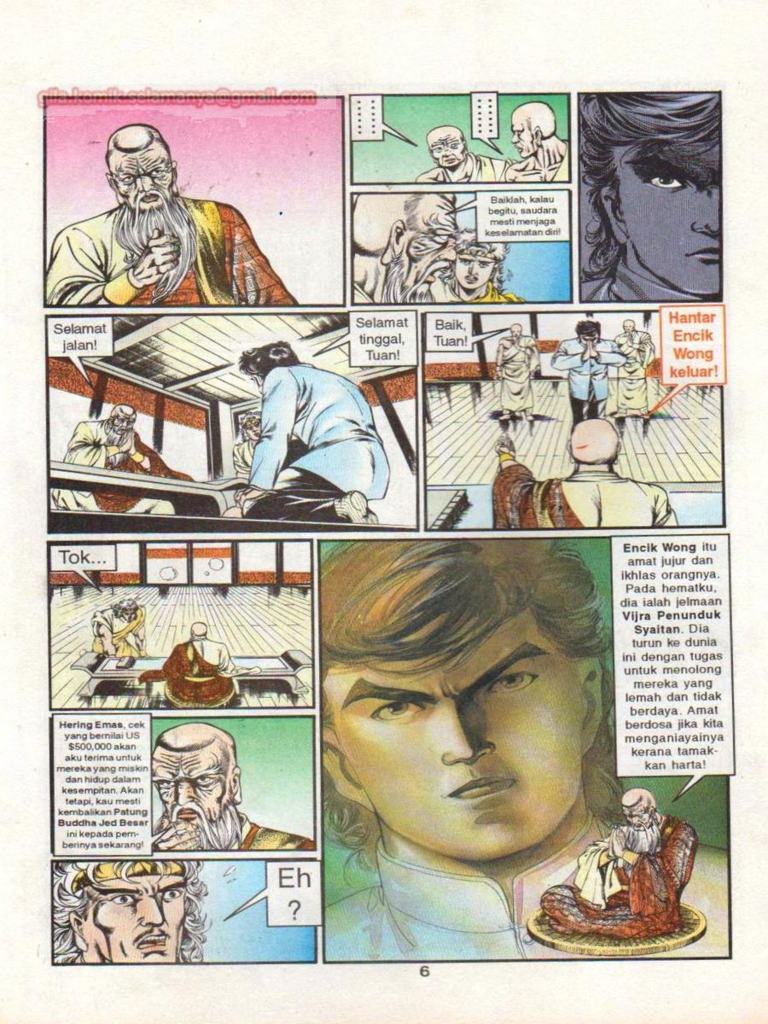 gila.komik.selamanya@gmail.com
Baiklah, kalau
begitu, saudara
mesti menjaga
keselamatan diri!
Selamat
jalan!
Selamat
tinggal,
Tuan!
Baik,
Tuan!
Hantar
Encik
Wong
keluar!
Tok...
Hering Emas, cek
yang bernilai US
$500,000 akan
aku terima untuk
mereka yang miskin
dan hidup dalam
kesempitan. Akan
tetapi, kau mesti
kembalikan Patung
Buddha Jed Besar
ini kepada pem-
berinya sekarang!
Eh
?
Encik Wong itu
amat jujur dan
ikhlas orangnya.
Pada hematku,
dia ialah jelmaan
Vijra Penunduk
Syaitan. Dia
turun ke dunia
ini dengan tugas
untuk menolong
mereka yang
lemah dan tidak
berdaya. Amat
berdosa jika kita
menganiayainya
kerana tamak-
kan harta!
6